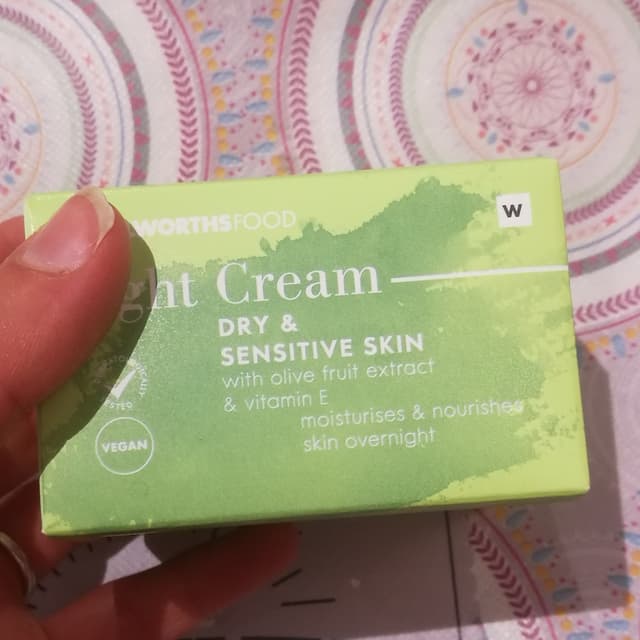 WORTHSFOOD
W
ght Cream
DRY &
SENSITIVE SKIN
with olive fruit extract
& vitamin E
moisturises & nourishes
skin overnight
VEGAN